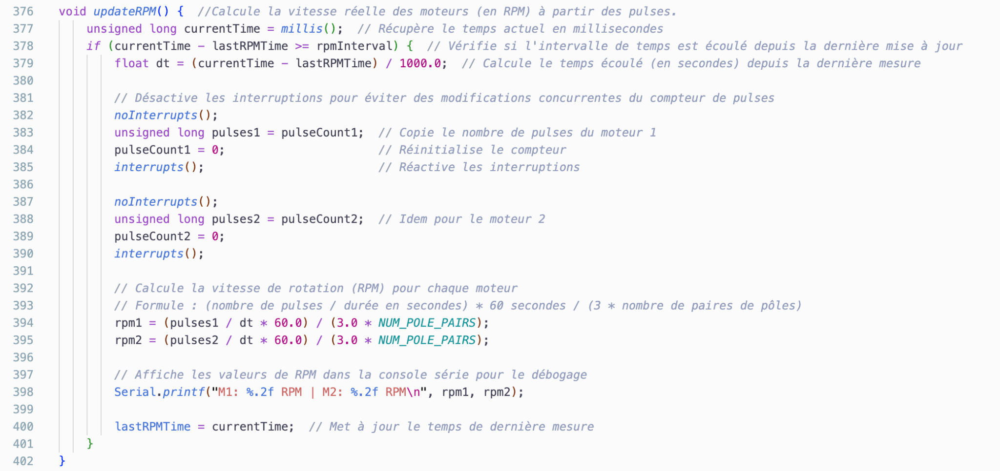 376 void updateRPM() {  //Calcule la vitesse réelle des moteurs (en RPM) à partir des pulses.
377     unsigned long currentTime = millis();  // Récupère le temps actuel en millisecondes
378     if (currentTime - lastRPMTime >= rpmInterval) {  // Vérifie si l'intervalle de temps est écoulé depuis la dernière mise à jour
379         float dt = (currentTime - lastRPMTime) / 1000.0;  // Calcule le temps écoulé (en secondes) depuis la dernière mesure
380
381         // Désactive les interruptions pour éviter des modifications concurrentes du compteur de pulses
382         noInterrupts();
383         unsigned long pulses1 = pulseCount1;  // Copie le nombre de pulses du moteur 1
384         pulseCount1 = 0;                      // Réinitialise le compteur
385         interrupts();                         // Réactive les interruptions
386
387         noInterrupts();
388         unsigned long pulses2 = pulseCount2;  // Idem pour le moteur 2
389         pulseCount2 = 0;
390         interrupts();
391
392         // Calcule la vitesse de rotation (RPM) pour chaque moteur
393         // Formule : (nombre de pulses / durée en secondes) * 60 secondes / (3 * nombre de paires de pôles)
394         rpm1 = (pulses1 / dt * 60.0) / (3.0 * NUM_POLE_PAIRS);
395         rpm2 = (pulses2 / dt * 60.0) / (3.0 * NUM_POLE_PAIRS);
396
397         // Affiche les valeurs de RPM dans la console série pour le débogage
398         Serial.printf("M1: %.2f RPM | M2: %.2f RPM\n", rpm1, rpm2);
399
400         lastRPMTime = currentTime;  // Met à jour le temps de dernière mesure
401     }
402 }